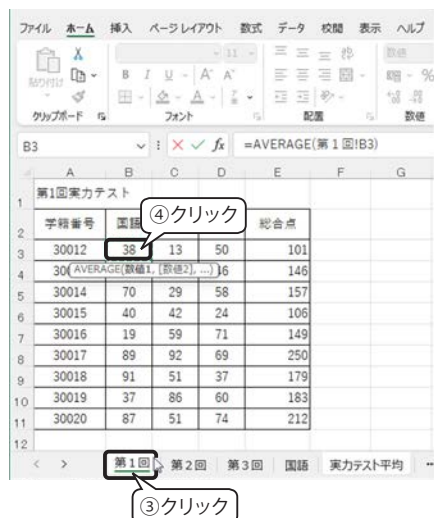 ファイル ホーム 挿入 ページ レイアウト 数式 データ 校閲 表示 ヘルプ
貼り付け
11
B I U A A
数値
%
クリップボード フォント 配置 数値
B3 fx =AVERAGE(第1回!B3)
A B C D E F G
1 第1回実力テスト
④クリック
2 学籍番号 国語 総合点
3 30012 38 13 50 101
4 AVERAGE(数値1, [数値2], ...) 146
5 30014 70 29 58 157
6 30015 40 42 24 106
7 30016 19 59 71 149
8 30017 89 92 69 250
9 30018 91 51 37 179
10 30019 37 86 60 183
11 30020 87 51 74 212
12
< > 第1回 第2回 第3回 国語 実力テスト平均 ...
③クリック